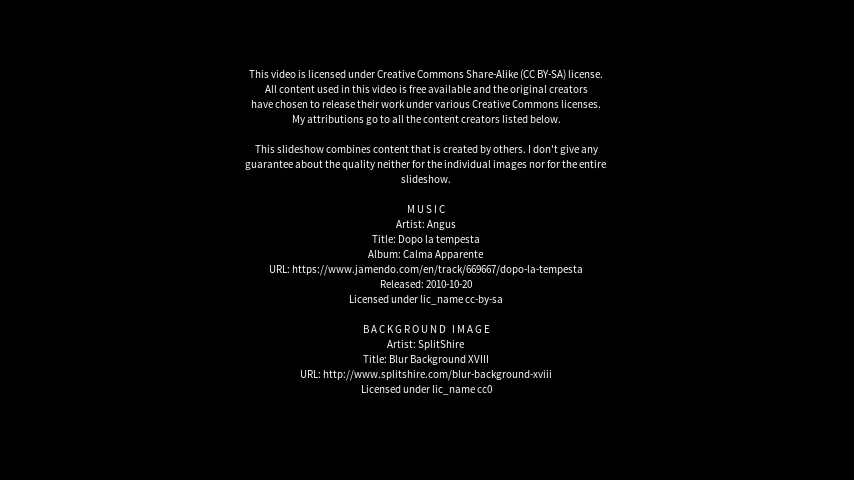 This video is licensed under Creative Commons Share-Alike (CC BY-SA) license.
All content used in this video is free available and the original creators
have chosen to release their work under various Creative Commons licenses.
My attributions go to all the content creators listed below.
This slideshow combines content that is created by others. I don't give any
guarantee about the quality neither for the individual images nor for the entire
slideshow.
MUSIC
Artist: Angus
Title: Dopo la tempesta
Album: Calma Apparente
URL: https://www.jamendo.com/en/track/669667/dopo-la-tempesta
Released: 2010-10-20
Licensed under lic_name cc-by-sa
BACKGROUND IMAGE
Artist: SplitShire
Title: Blur Background XVIII
URL: http://www.splitshire.com/blur-background-xviii
Licensed under lic_name cc0